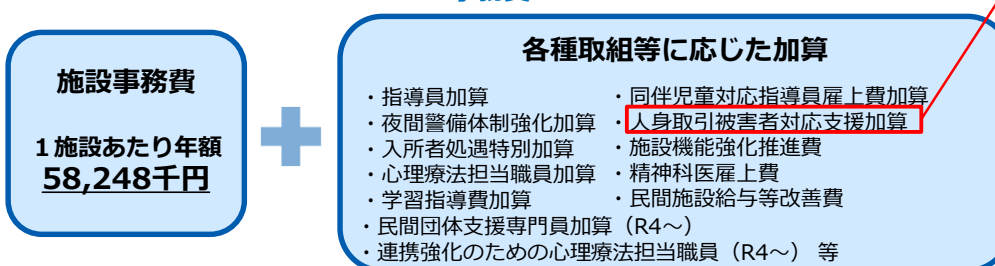 施設事務費
1施設あたり年額
58,248千円
各種取組等に応じた加算
・指導員加算
・夜間警備体制強化加算
・入所者処遇特別加算
・心理療法担当職員加算
・学習指導費加算
・同伴児童対応指導員雇上費加算
・人身取引被害者対応支援加算
・施設機能強化推進費
・精神科医雇上費
・民間施設給与等改善費
・民間団体支援専門員加算（R4～）
・連携強化のための心理療法担当職員（R4～） 等